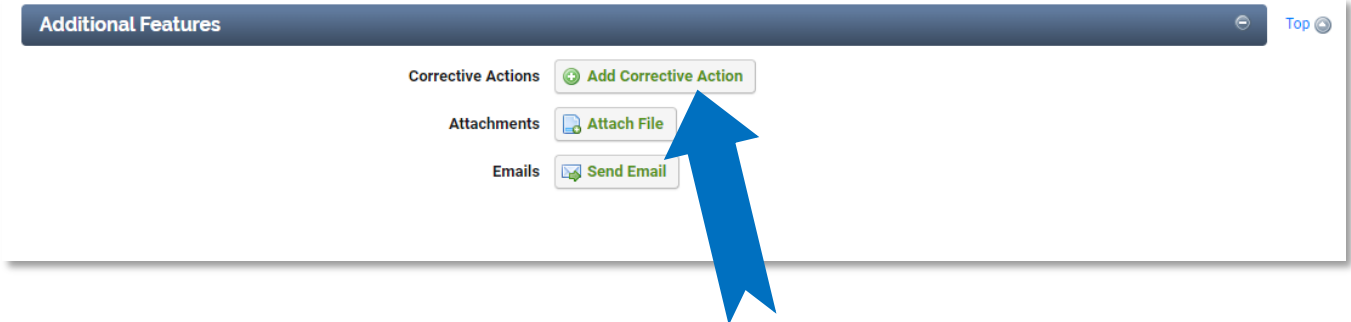 Additional Features
Top
Corrective Actions Add Corrective Action
Attachments Attach File
Emails Send Email